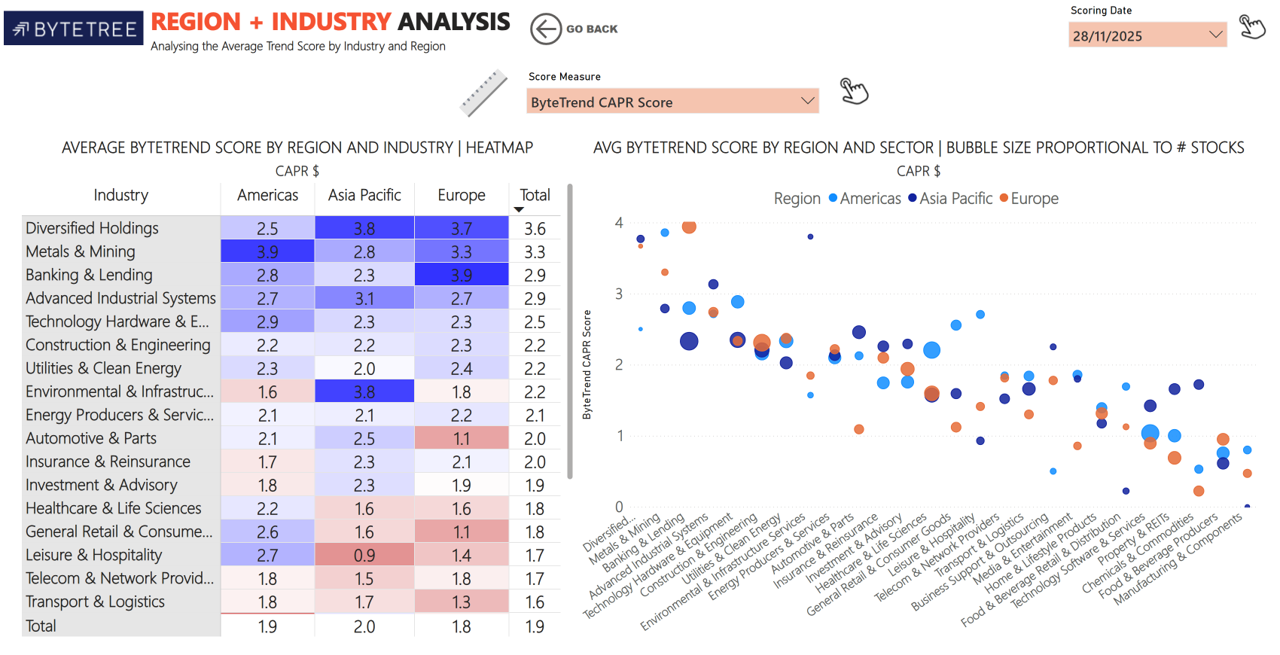 BYTETREE
REGION + INDUSTRY ANALYSIS
Analysing the Average Trend Score by Industry and Region
GO BACK
Scoring Date
28/11/2025
Score Measure
ByteTrend CAPR Score
AVERAGE BYTETREND SCORE BY REGION AND INDUSTRY | HEATMAP
CAPR $
Industry Americas Asia Pacific Europe Total
Diversified Holdings 2.5 3.8 3.7 3.6
Metals & Mining 3.9 2.8 3.3 3.3
Banking & Lending 2.8 2.3 3.9 2.9
Advanced Industrial Systems 2.7 3.1 2.7 2.9
Technology Hardware & E... 2.9 2.3 2.3 2.5
Construction & Engineering 2.2 2.2 2.3 2.2
Utilities & Clean Energy 2.3 2.0 2.4 2.2
Environmental & Infrastruc... 1.6 3.8 1.8 2.2
Energy Producers & Servic... 2.1 2.1 2.2 2.1
Automotive & Parts 2.1 2.5 1.1 2.0
Insurance & Reinsurance 1.7 2.3 2.1 2.0
Investment & Advisory 1.8 2.3 1.9 1.9
Healthcare & Life Sciences 2.2 1.6 1.6 1.8
General Retail & Consume... 2.6 1.6 1.1 1.8
Leisure & Hospitality 2.7 0.9 1.4 1.7
Telecom & Network Provid... 1.8 1.5 1.8 1.7
Transport & Logistics 1.8 1.7 1.3 1.6
Total 1.9 2.0 1.8 1.9
AVG BYTETREND SCORE BY REGION AND SECTOR | BUBBLE SIZE PROPORTIONAL TO # STOCKS
CAPR $
Region Americas Asia Pacific Europe
ByteTrend CAPR Score
4
3
2
1
0
Diversified...
Metals & Mining
Banking & Lending
Advanced Industrial Systems
Technology Hardware & Equipment
Construction & Engineering
Utilities & Clean Energy
Environmental & Infrastructure Services
Energy Producers & Services
Automotive & Parts
Insurance & Reinsurance
Investment & Advisory
Healthcare & Life Sciences
General Retail & Consumer Goods
Leisure & Hospitality
Telecom & Network Providers
Transport & Logistics
Business Support & Outsourcing
Media & Entertainment
Home & Lifestyle Products
Food & Beverage Retail & Distribution
Technology Software & Services
Property & REITs
Chemicals & Commodities
Food & Beverage Producers
Manufacturing & Components